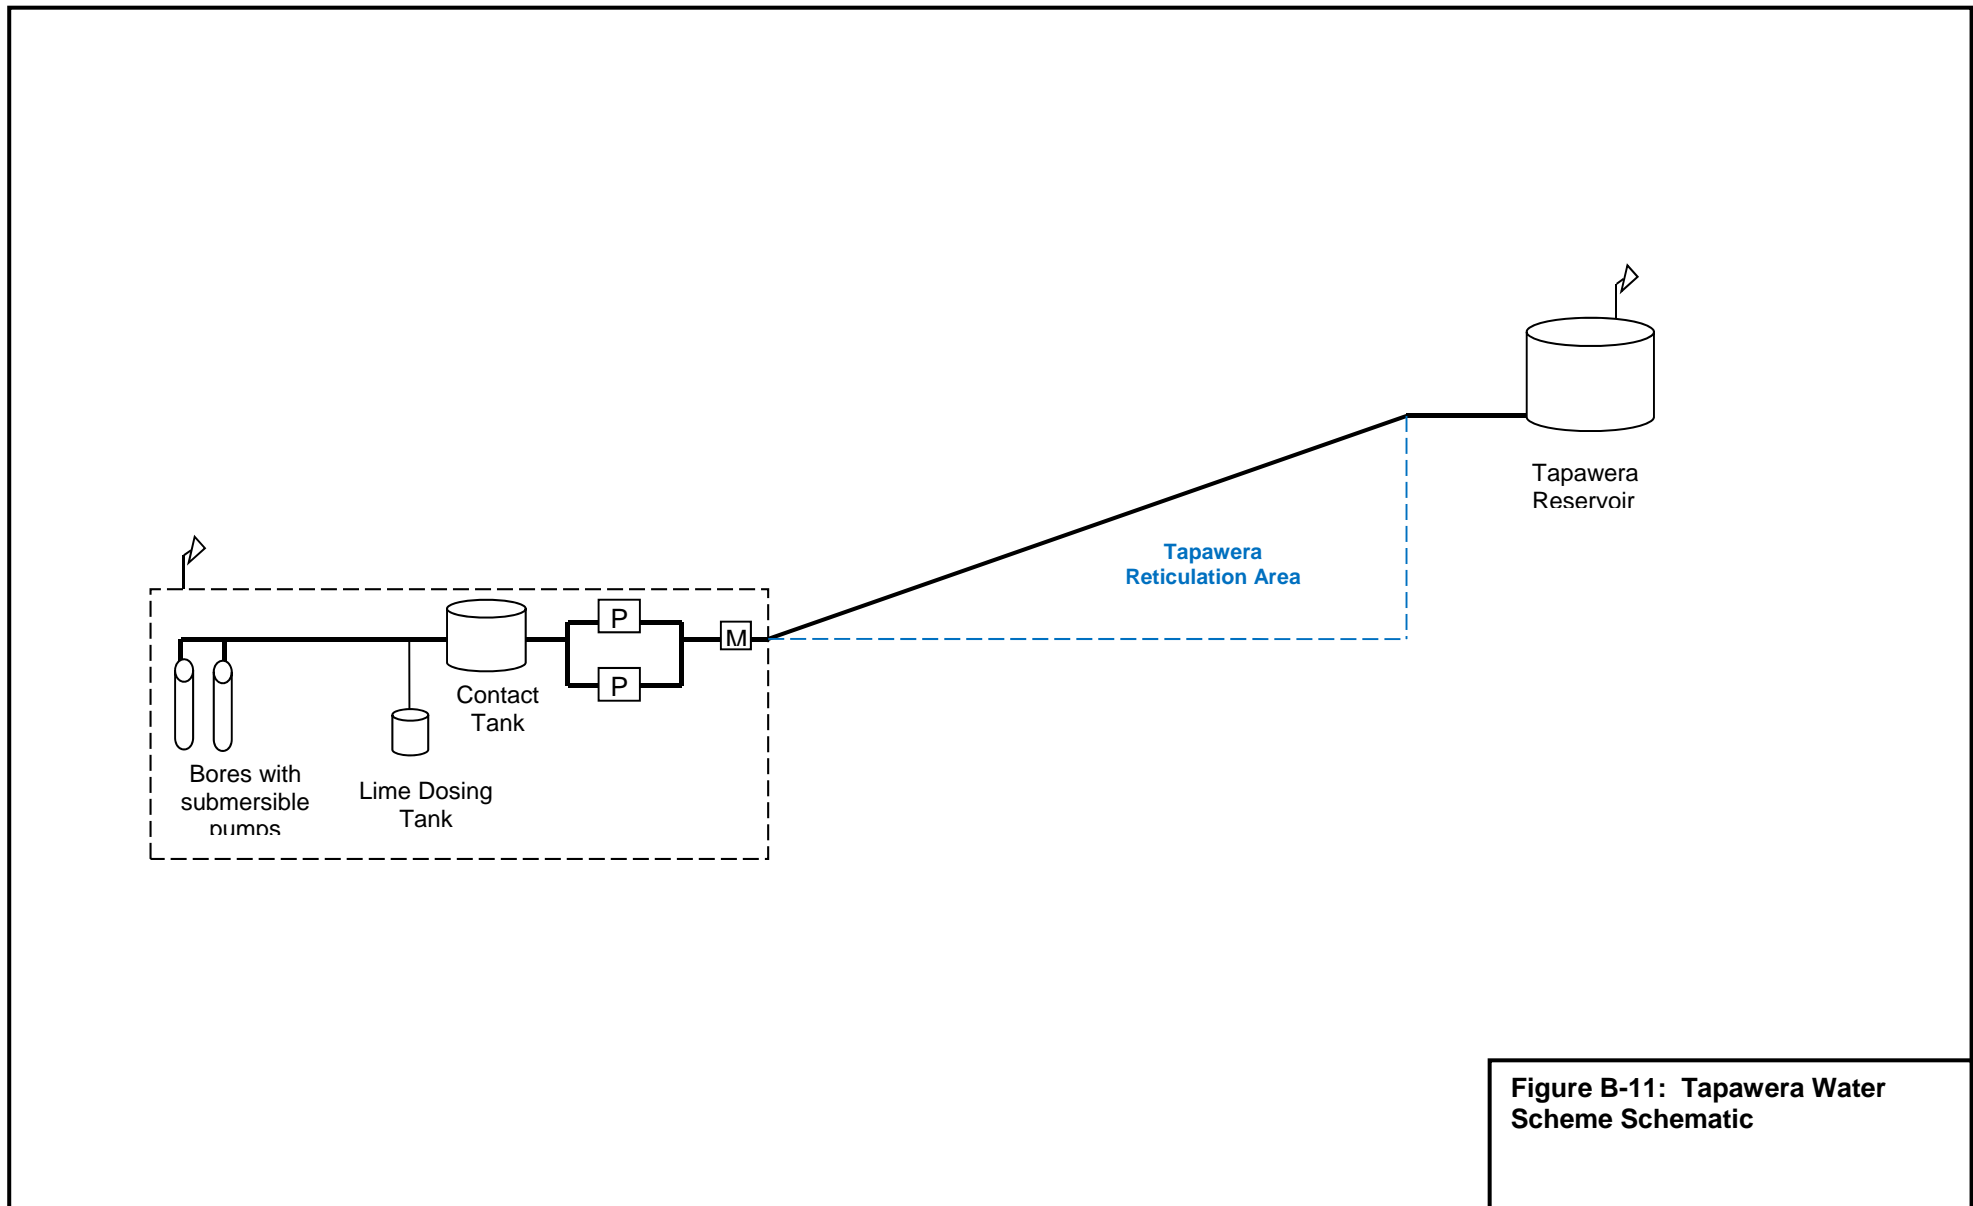 Tapawera
Reservoir
Tapawera
Reticulation Area
P
M
P
Contact
Tank
Bores with
submersible
pumps
Lime Dosing
Tank
Figure B-11:  Tapawera Water
Scheme Schematic